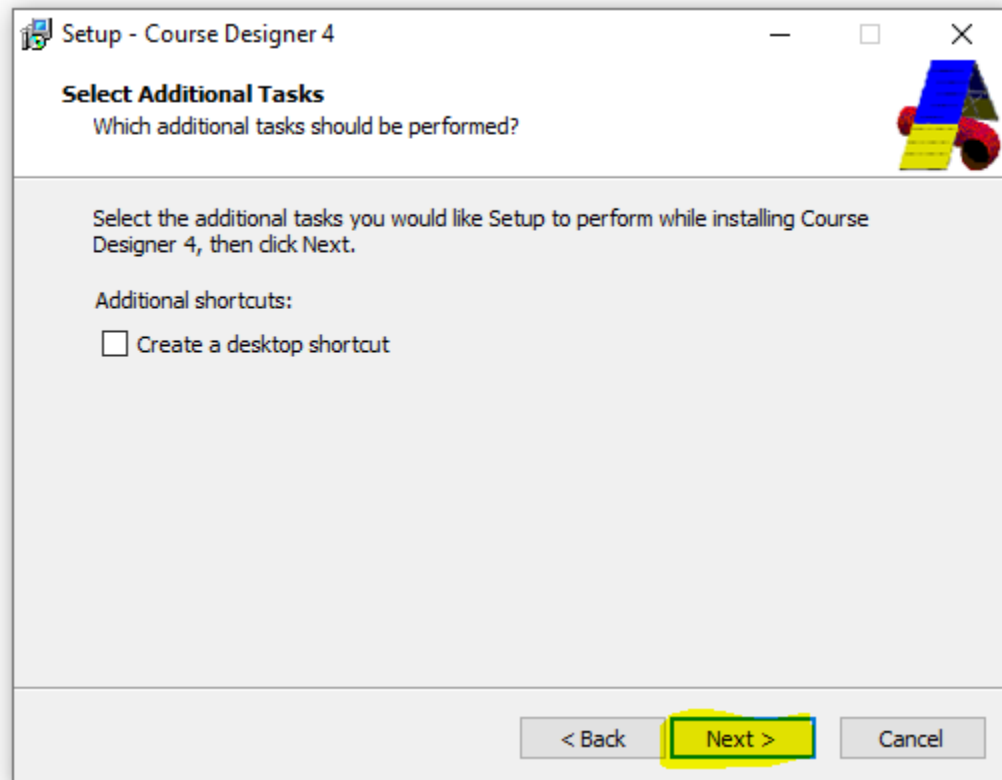 Setup - Course Designer 4
Select Additional Tasks
Which additional tasks should be performed?
Select the additional tasks you would like Setup to perform while installing Course
Designer 4, then click Next.
Additional shortcuts:
Create a desktop shortcut
< Back Next > Cancel